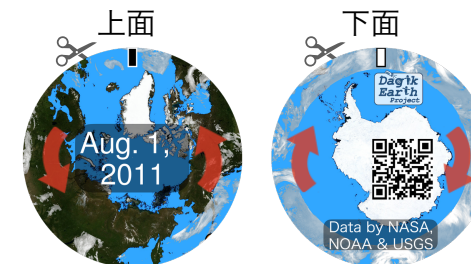 上面
下面
Aug. 1,
2011
Dagik
Earth
Project
Data by NASA,
NOAA & USGS